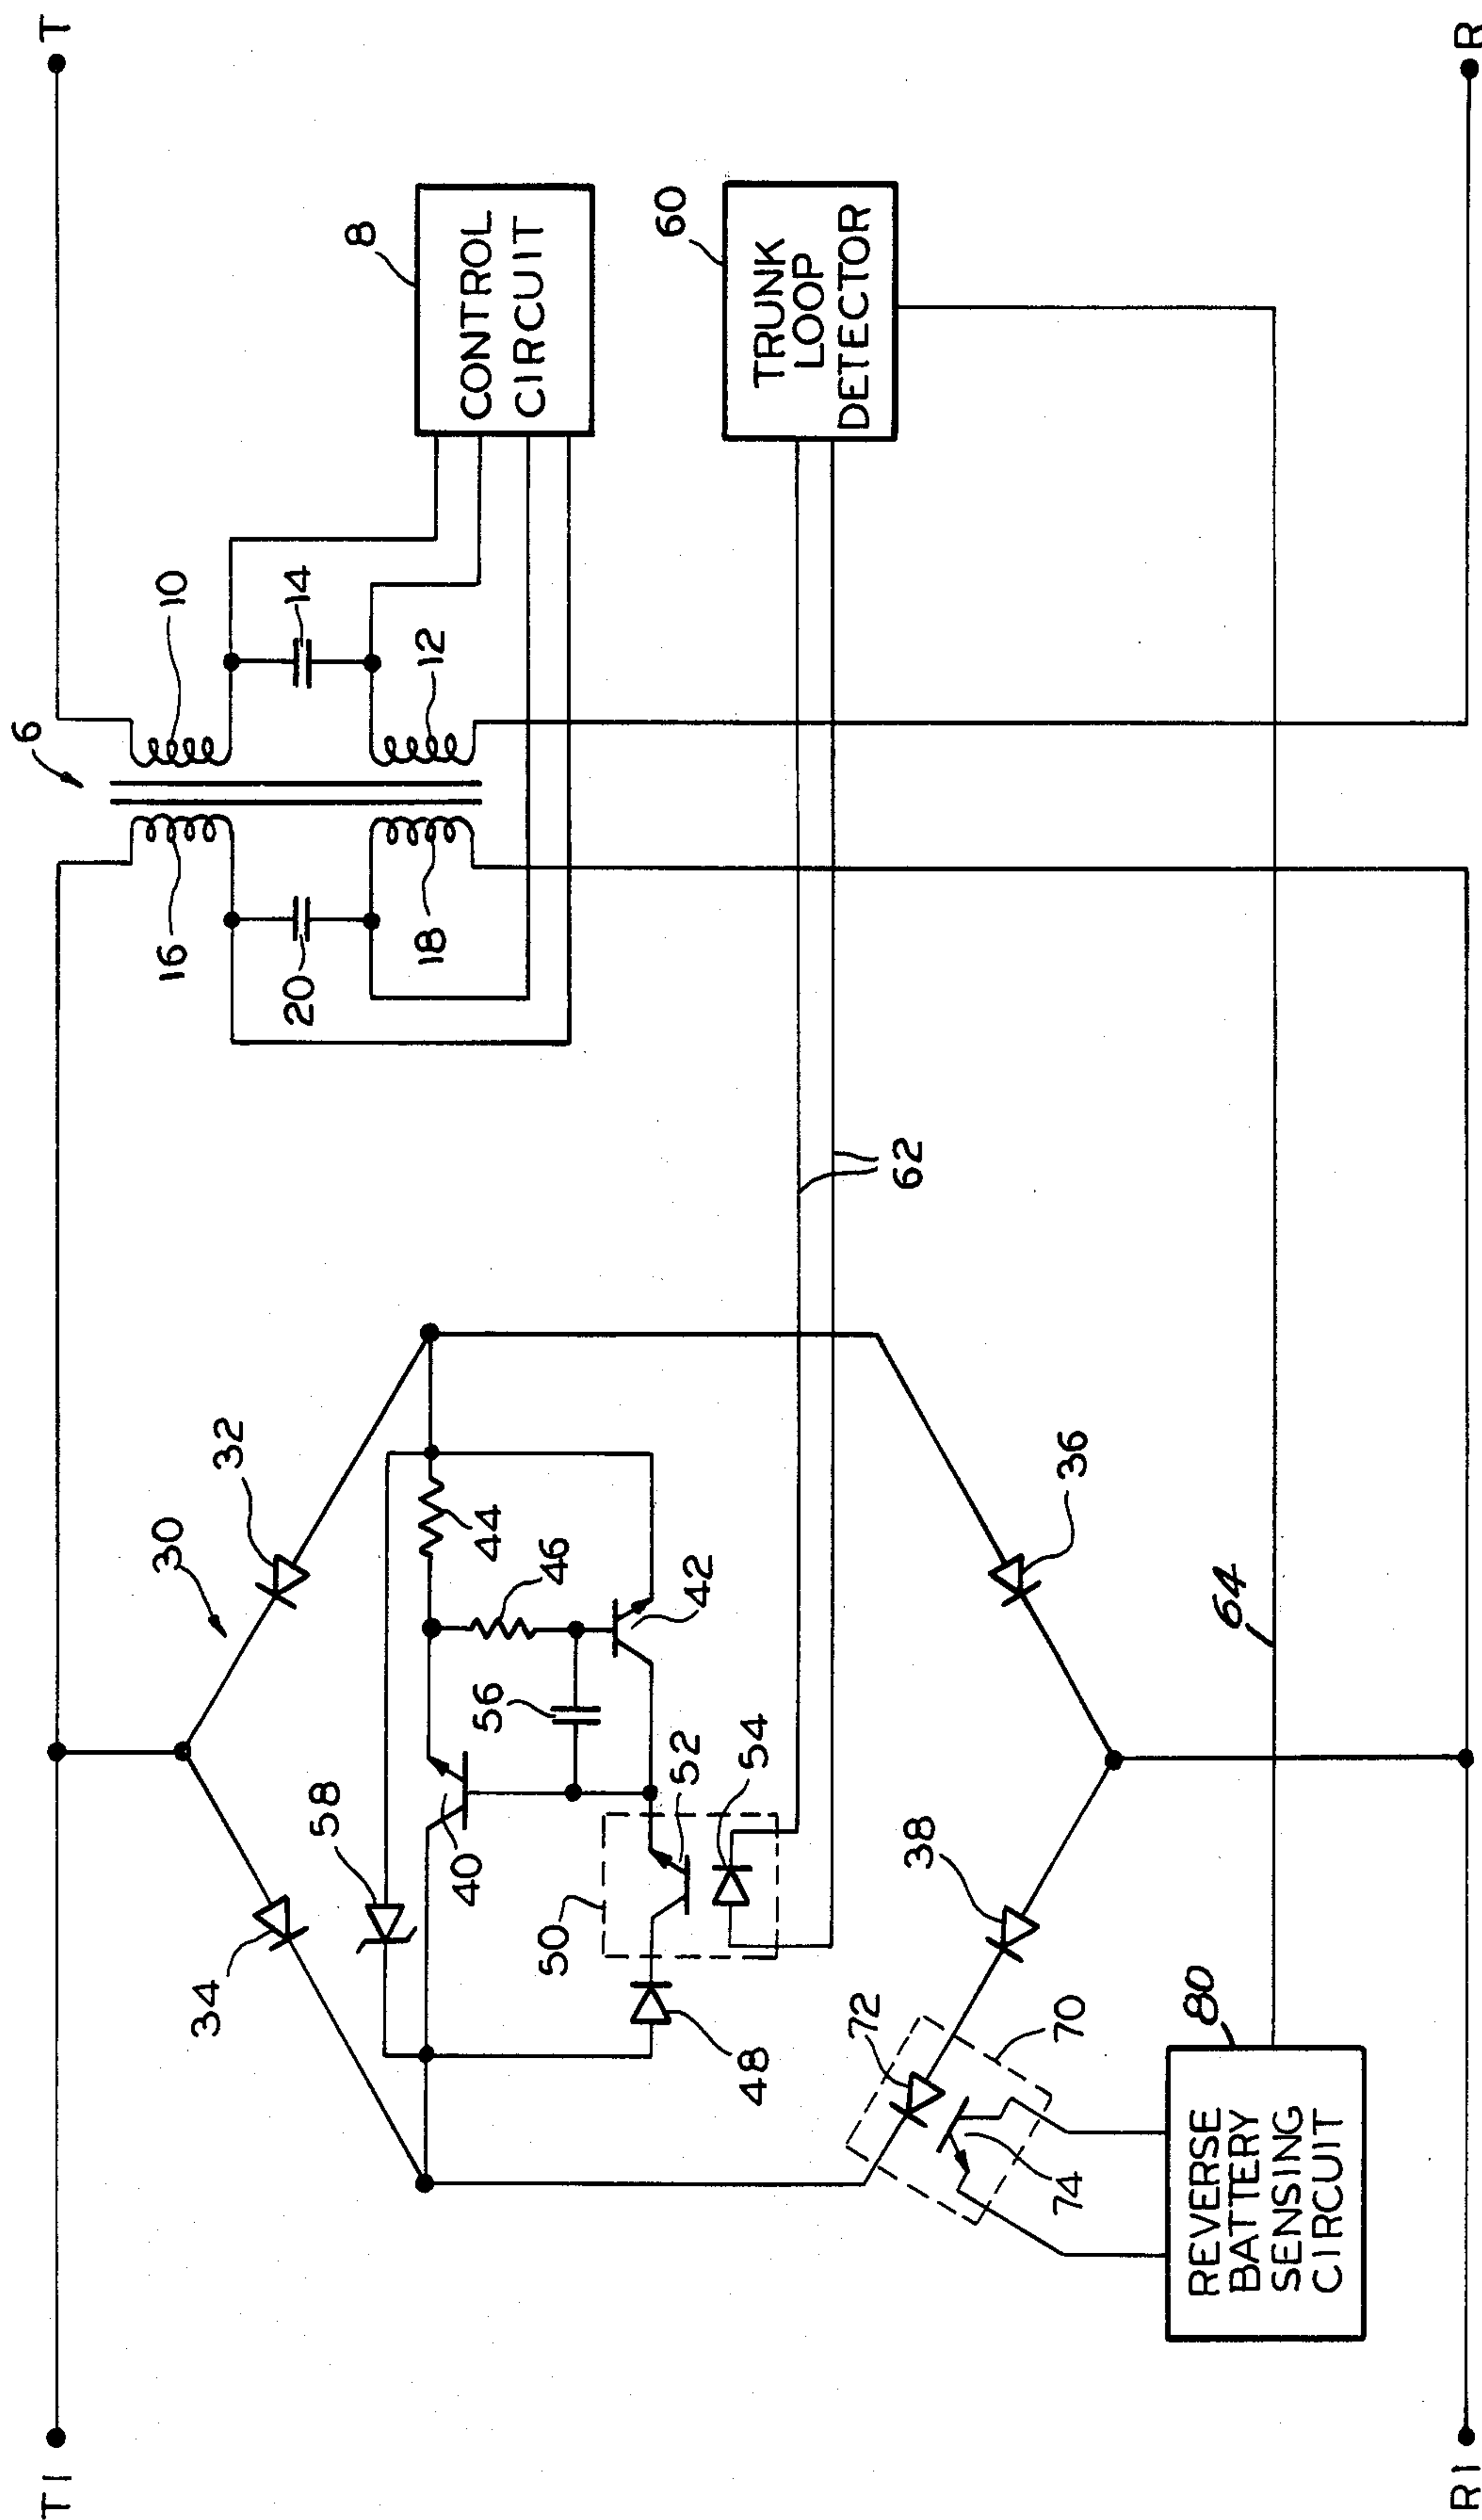 T
R
6
10
14
12
16
20
18
8
CONTROL
CIRCUIT
60
TRUNK
LOOP
DETECTOR
62
64
30
32
34
58
44
46
42
56
40
52
54
50
48
36
38
72
70
74
80
REVERSE
BATTERY
SENSING
CIRCUIT
T1
R1